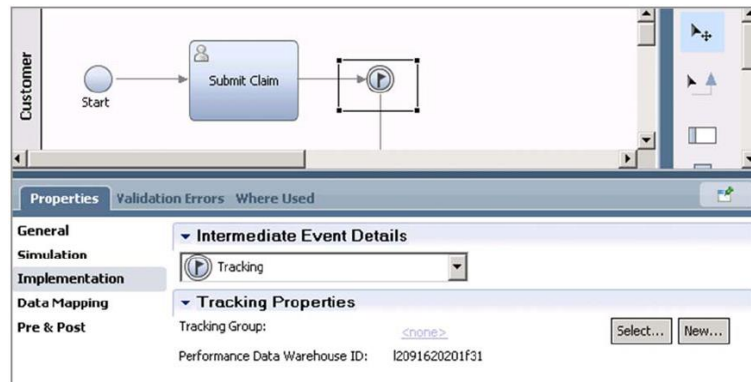 Customer
Start
Submit Claim
Properties Validation Errors Where Used
General
Simulation
Implementation
Data Mapping
Pre & Post
Intermediate Event Details
Tracking
Tracking Properties
Tracking Group: <none> Select... New...
Performance Data Warehouse ID: l2091620201f31